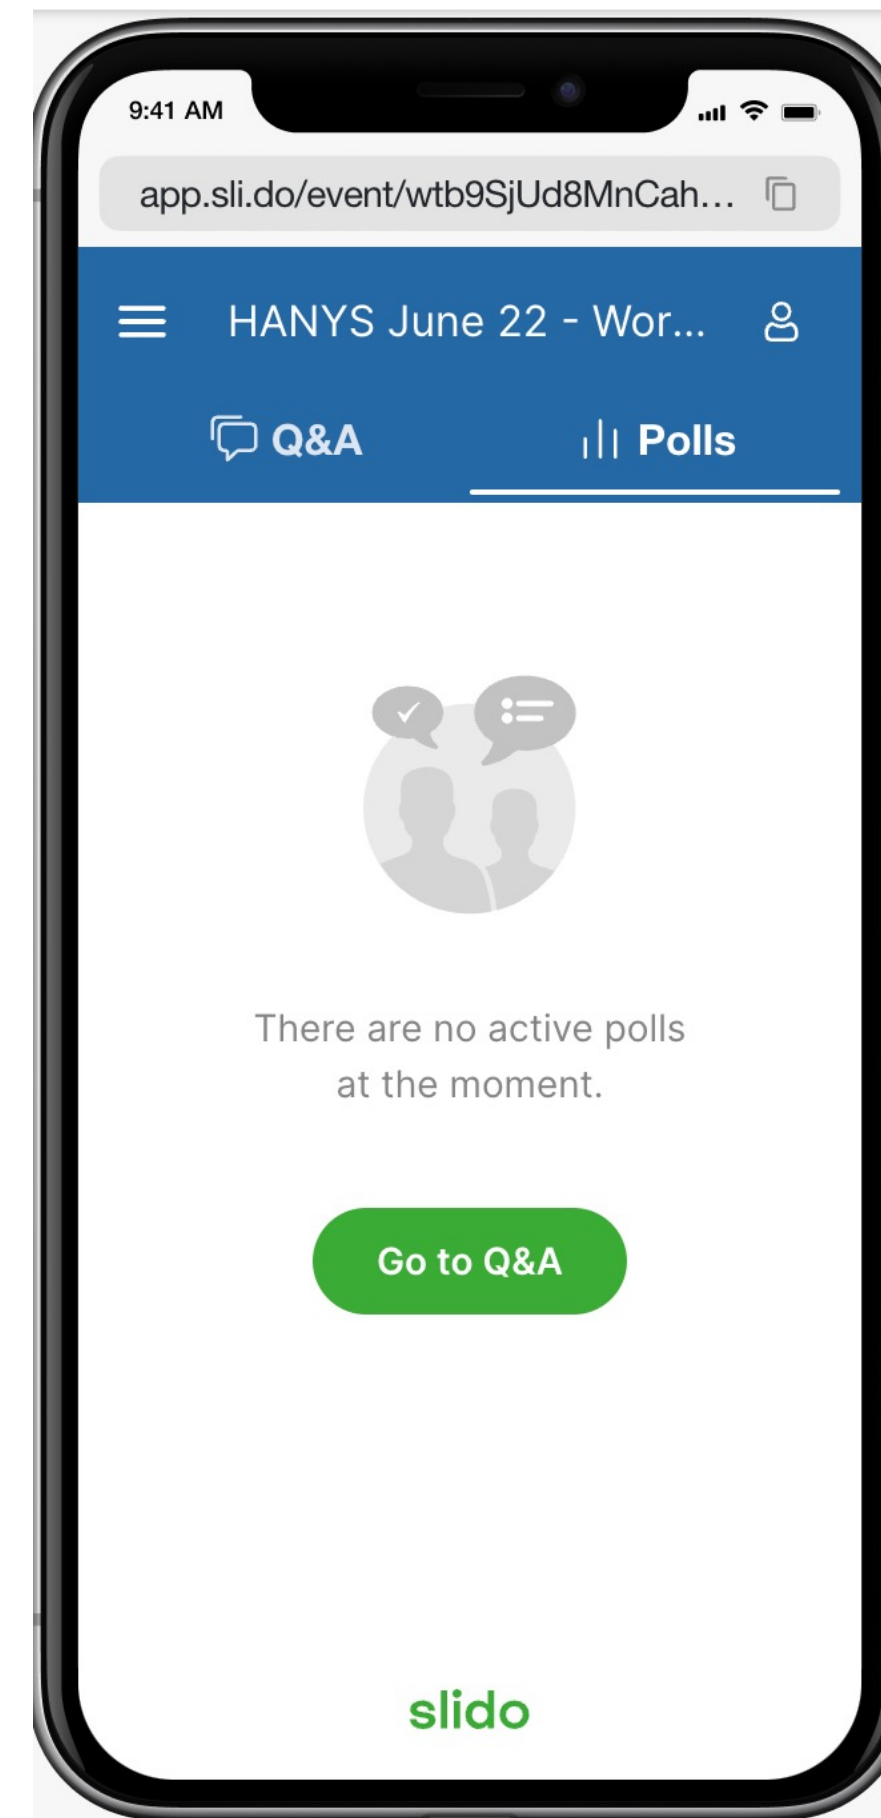 9:41 AM
app.sli.do/event/wtb9SjUd8MnCah...
HANYS June 22 - Wor...
Q&A
Polls
There are no active polls
at the moment.
Go to Q&A
slido